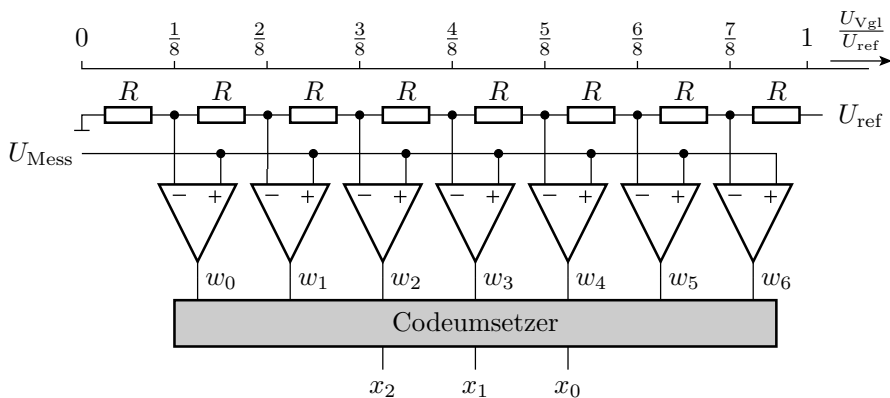 0 1/8 2/8 3/8 4/8 5/8 6/8 7/8 1 U_Vgl/U_ref
R R R R R R R R
U_ref
U_Mess
− + − + − + − + − + − + − +
w_0 w_1 w_2 w_3 w_4 w_5 w_6
Codeumsetzer
x_2 x_1 x_0